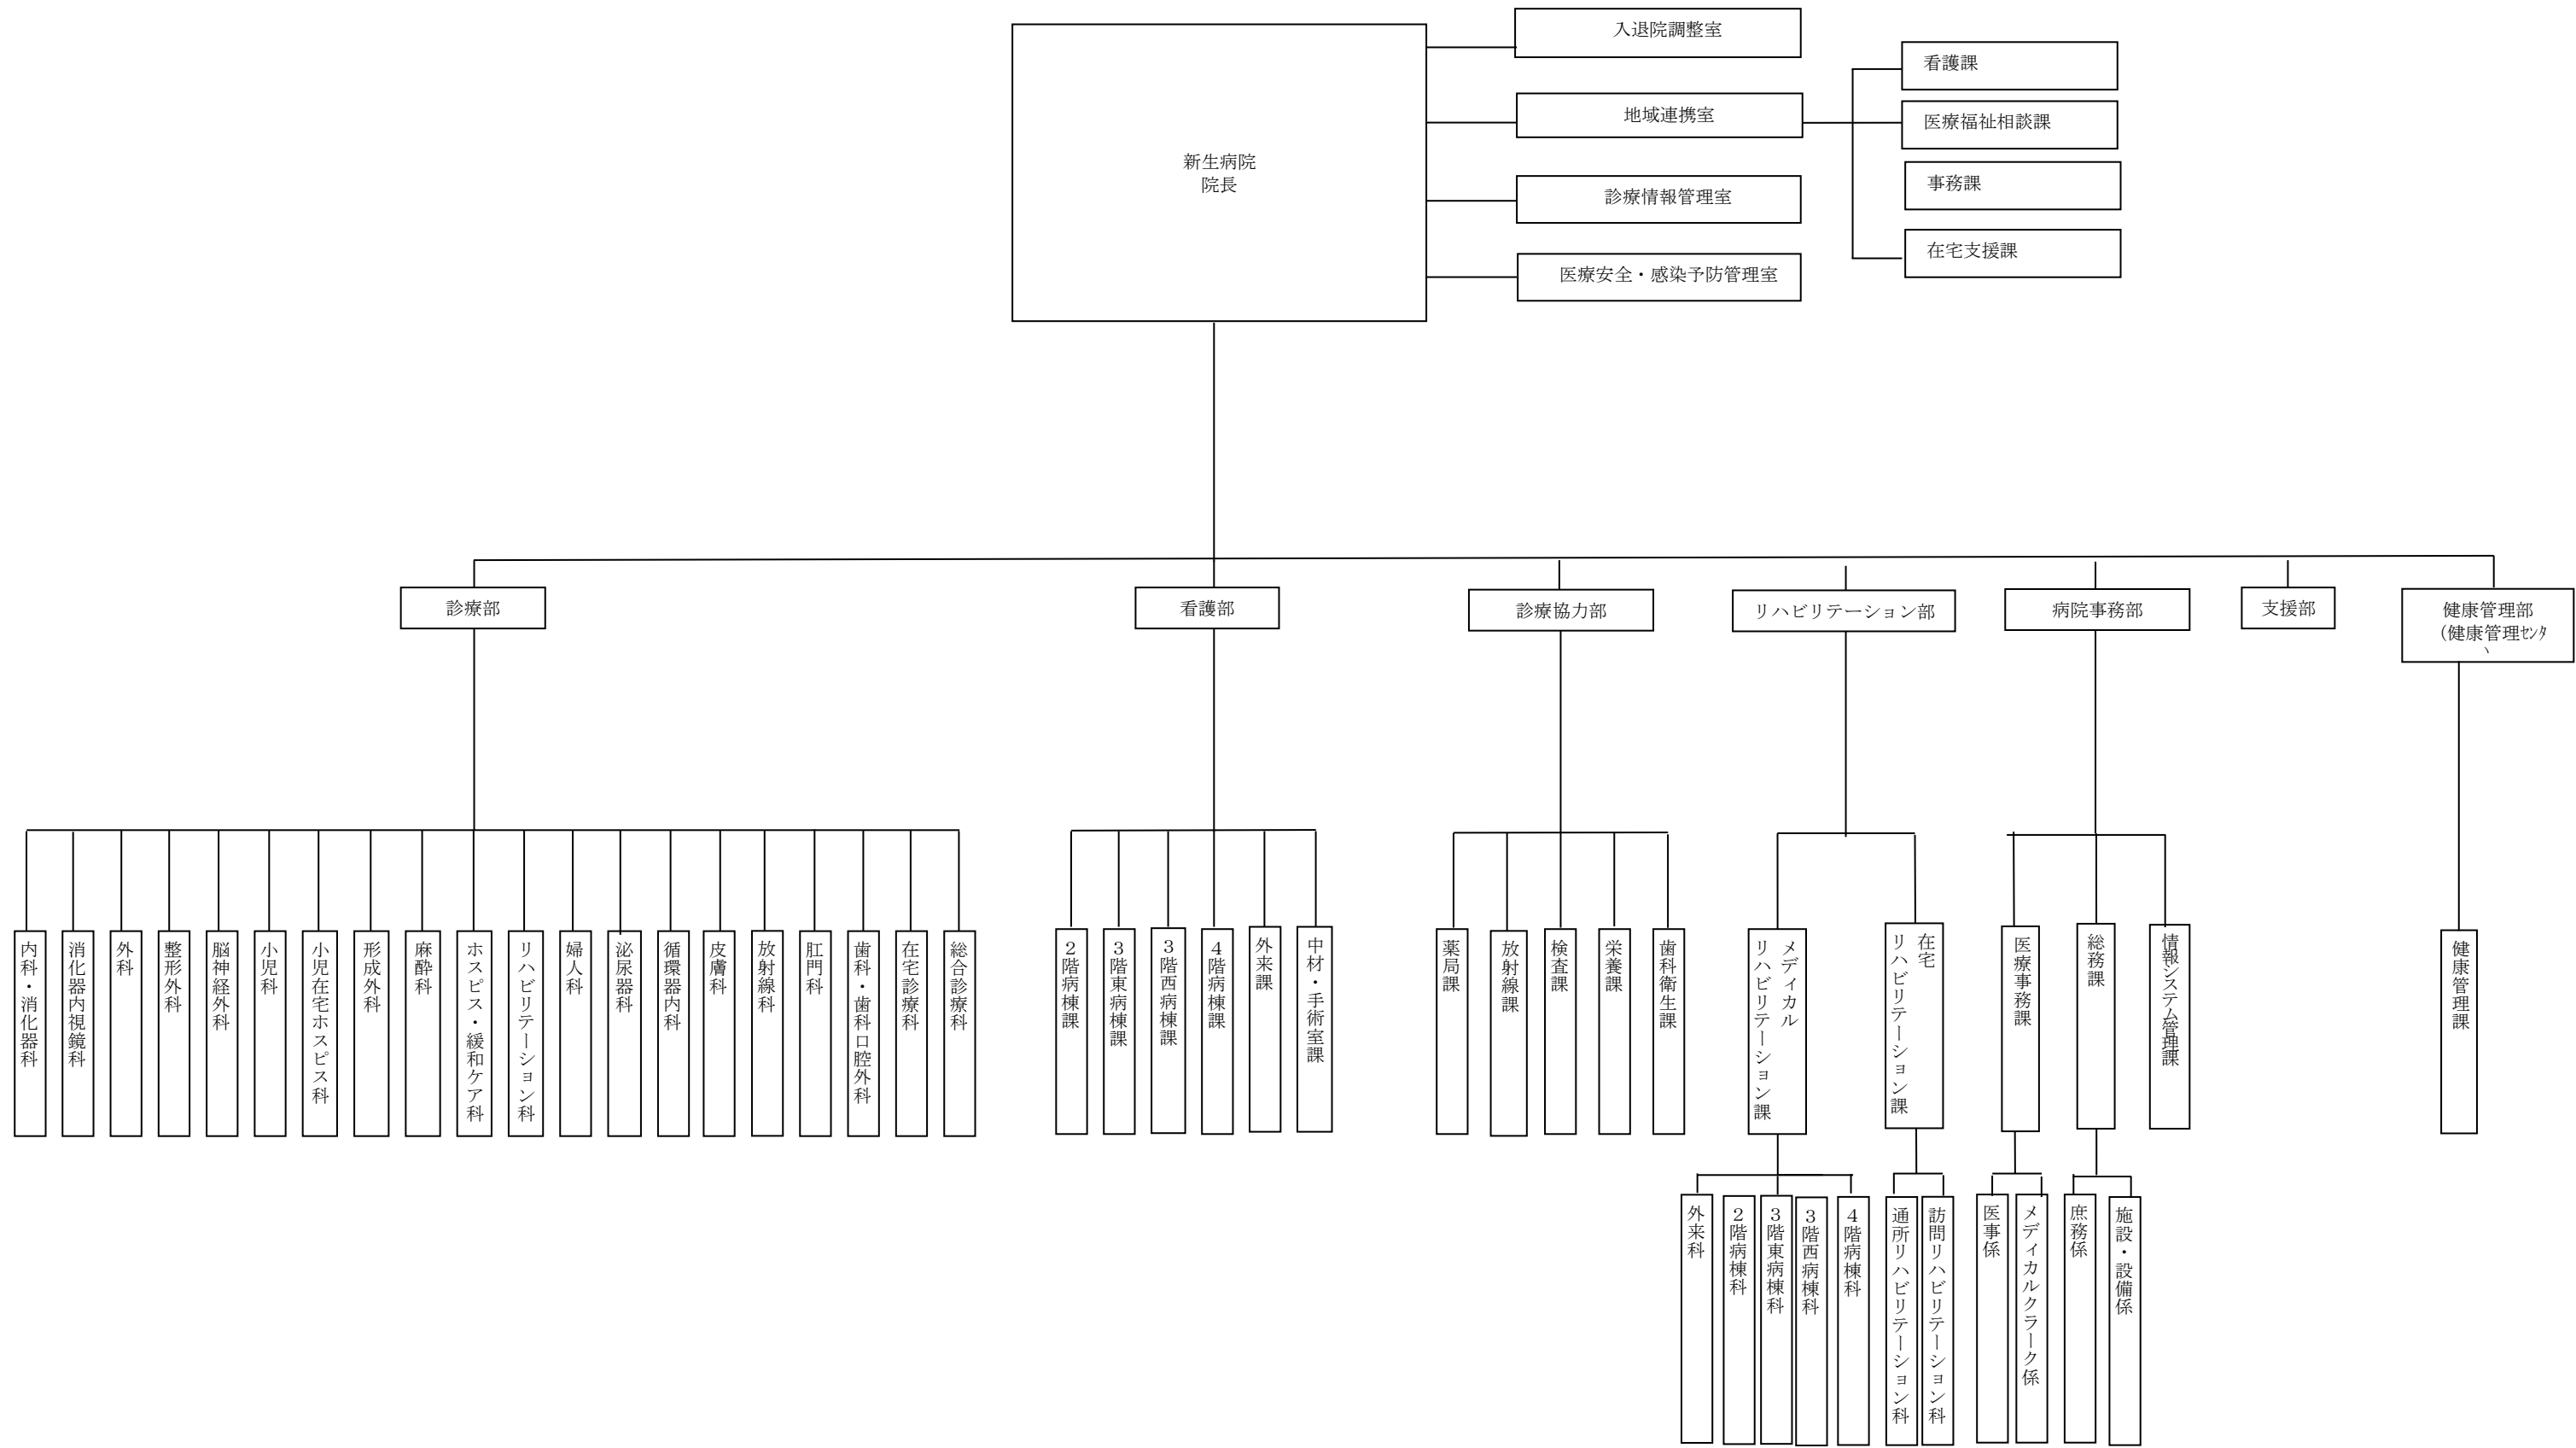 入退院調整室
看護課
地域連携室
医療福祉相談課
新生病院
院長
事務課
診療情報管理室
在宅支援課
医療安全・感染予防管理室
診療部
看護部
診療協力部
リハビリテーション部
病院事務部
支援部
健康管理部
（健康管理ｾﾝﾀ
内科・消化器科
消化器内視鏡科
外科
整形外科
脳神経外科
小児科
小児在宅ホスピス科
形成外科
麻酔科
ホスピス・緩和ケア科
リハビリテーション科
婦人科
泌尿器科
循環器内科
皮膚科
放射線科
肛門科
歯科・歯科口腔外科
在宅診療科
総合診療科
２階病棟課
３階東病棟課
３階西病棟課
４階病棟課
外来課
中材・手術室課
薬局課
放射線課
検査課
栄養課
歯科衛生課
メディカル
リハビリテーション課
在宅
リハビリテーション課
医療事務課
総務課
情報システム管理課
健康管理課
外来科
２階病棟科
３階東病棟科
３階西病棟科
４階病棟科
通所リハビリテーション科
訪問リハビリテーション科
医事係
メディカルクラーク係
庶務係
施設・設備係